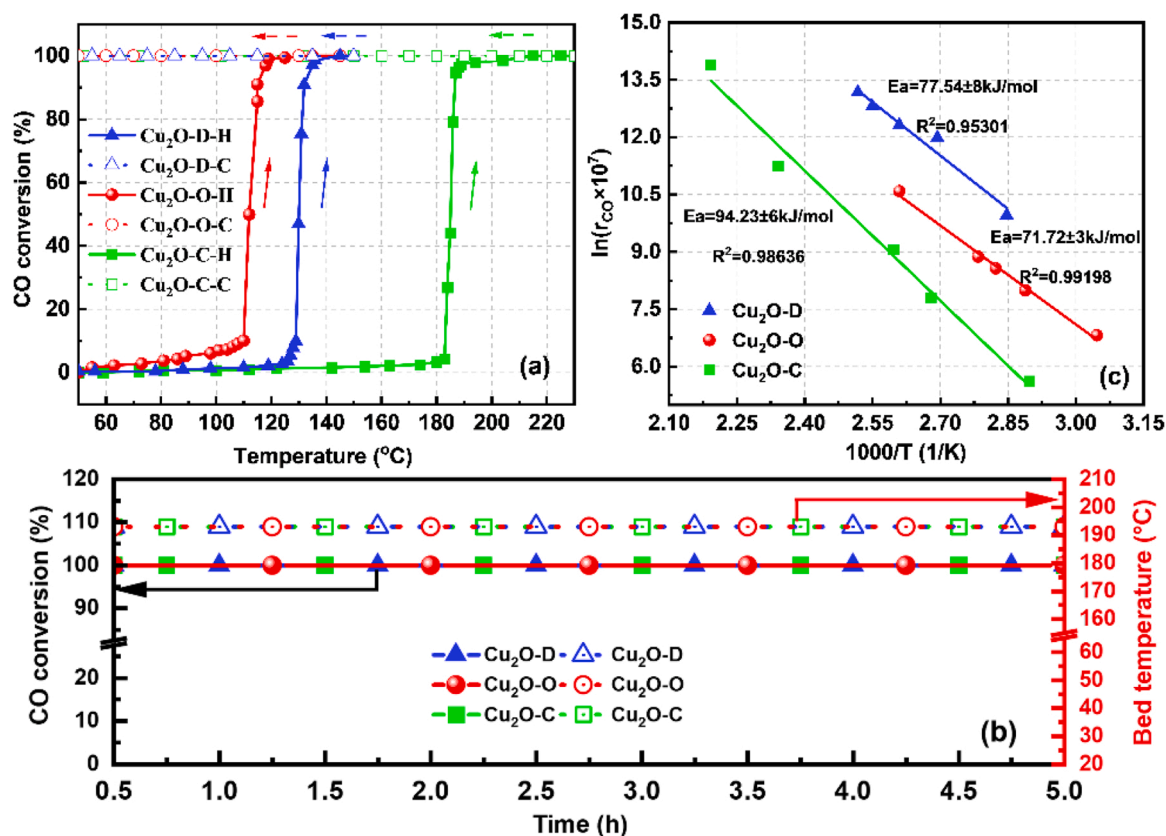 (a)
100
80
60
40
20
0
CO conversion (%)
Cu₂O-D-H
Cu₂O-D-C
Cu₂O-O-H
Cu₂O-O-C
Cu₂O-C-H
Cu₂O-C-C
60 80 100 120 140 160 180 200 220
Temperature (°C)
(c)
13.5
12.0
10.5
9.0
7.5
6.0
ln(r_CO×10⁷)
Ea=77.54±8kJ/mol
R²=0.95301
Ea=94.23±6kJ/mol
R²=0.98636
Ea=71.72±3kJ/mol
R²=0.99198
Cu₂O-D
Cu₂O-O
Cu₂O-C
2.10 2.25 2.40 2.55 2.70 2.85 3.00 3.15
1000/T (1/K)
120
110
100
90
20
10
0
CO conversion (%)
210
200
190
180
170
160
60
50
40
30
20
Bed temperature (°C)
Cu₂O-D Cu₂O-D
Cu₂O-O Cu₂O-O
Cu₂O-C Cu₂O-C
(b)
0.5 1.0 1.5 2.0 2.5 3.0 3.5 4.0 4.5 5.0
Time (h)